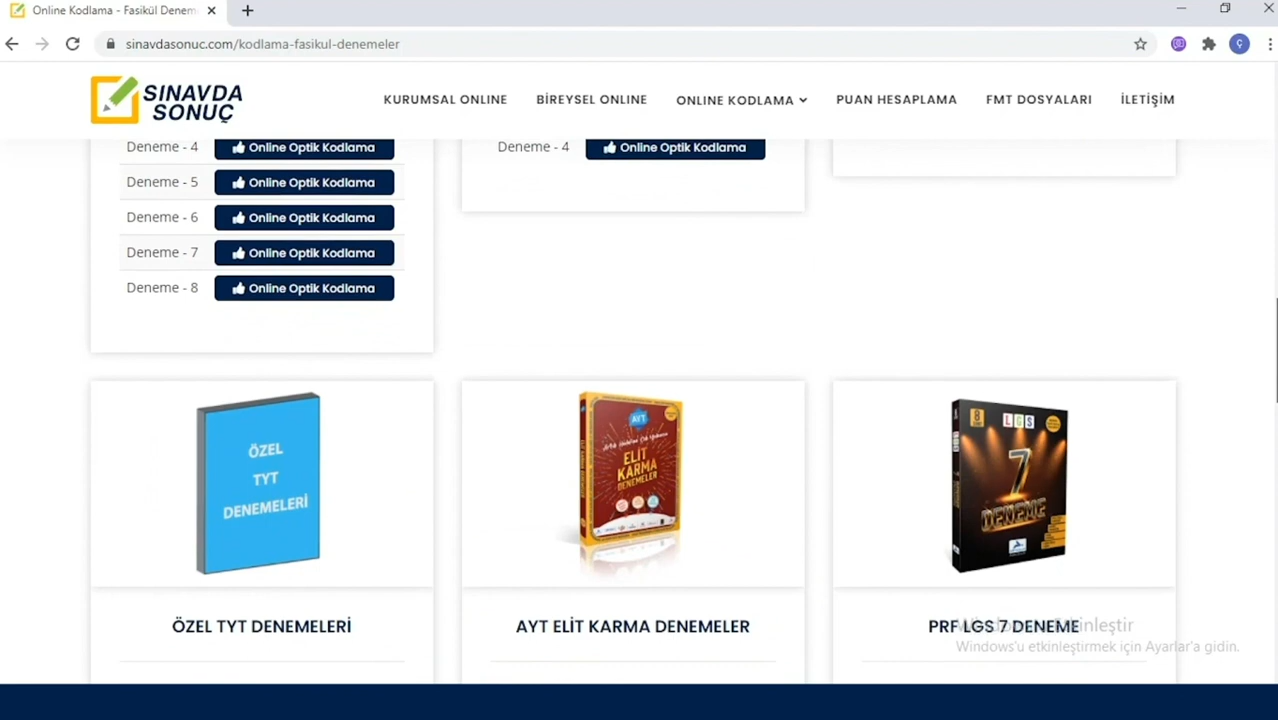 Online Kodlama - Fasikül Denem
sinavdasonuc.com/kodlama-fasikul-denemeler
Ç
SINAVDA
SONUÇ
KURUMSAL ONLINE
BİREYSEL ONLINE
ONLINE KODLAMA
PUAN HESAPLAMA
FMT DOSYALARI
İLETİŞİM
Deneme - 4 Online Optik Kodlama
Deneme - 5 Online Optik Kodlama
Deneme - 6 Online Optik Kodlama
Deneme - 7 Online Optik Kodlama
Deneme - 8 Online Optik Kodlama
Deneme - 4 Online Optik Kodlama
ÖZEL
TYT
DENEMELERİ
AYT
ELİT
KARMA
DENEMELER
8
LGS
7
DENEME
ÖZEL TYT DENEMELERİ
AYT ELİT KARMA DENEMELER
PRF LGS 7 DENEME
Windows'u Etkinleştir
Windows'u etkinleştirmek için Ayarlar'a gidin.